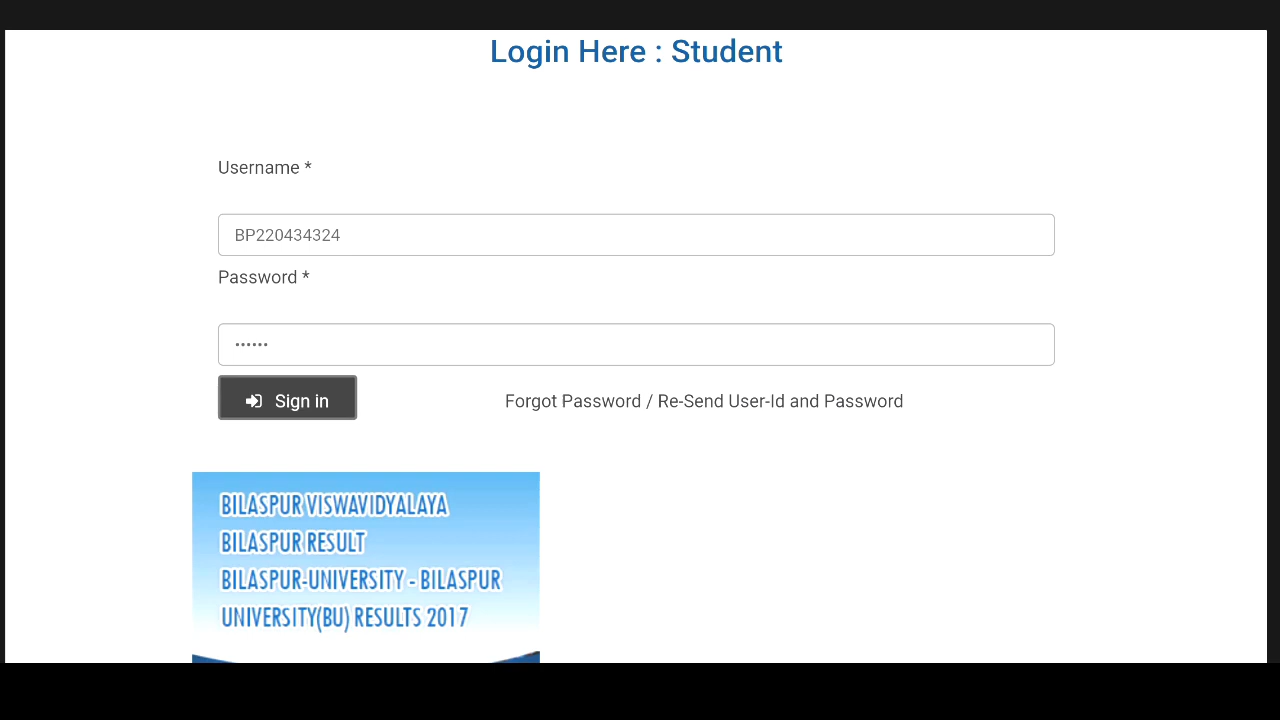 Login Here : Student
Username *
BP220434324
Password *
••••••
Sign in
Forgot Password / Re-Send User-Id and Password
BILASPUR VISWAVIDYALAYA
BILASPUR RESULT
BILASPUR-UNIVERSITY - BILASPUR
UNIVERSITY(BU) RESULTS 2017